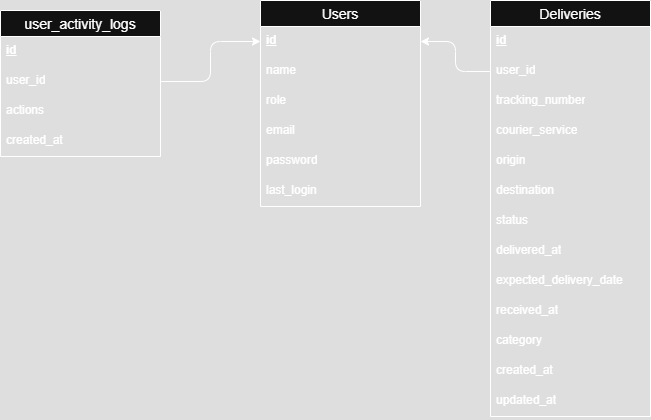 user_activity_logs
id
user_id
actions
created_at
Users
id
name
role
email
password
last_login
Deliveries
id
user_id
tracking_number
courier_service
origin
destination
status
delivered_at
expected_delivery_date
received_at
category
created_at
updated_at